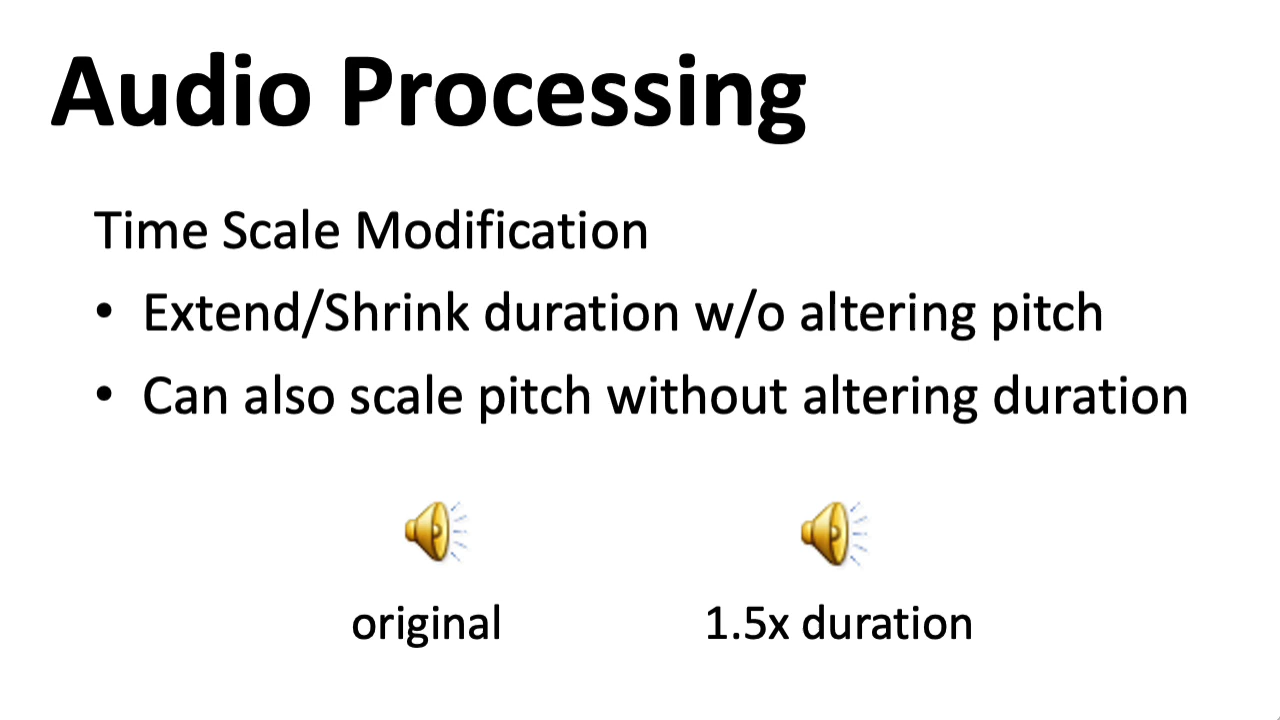 Audio Processing
Time Scale Modification
• Extend/Shrink duration w/o altering pitch
• Can also scale pitch without altering duration
original
1.5x duration